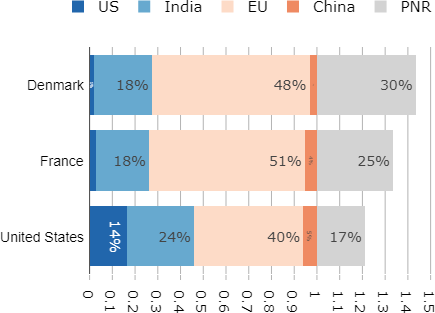 US India EU China PNR
Denmark 18% 48% 30%
France 18% 51% 25%
United States 14% 24% 40% 5% 17%
0 0.1 0.2 0.3 0.4 0.5 0.6 0.7 0.8 0.9 1 1.1 1.2 1.3 1.4 1.5